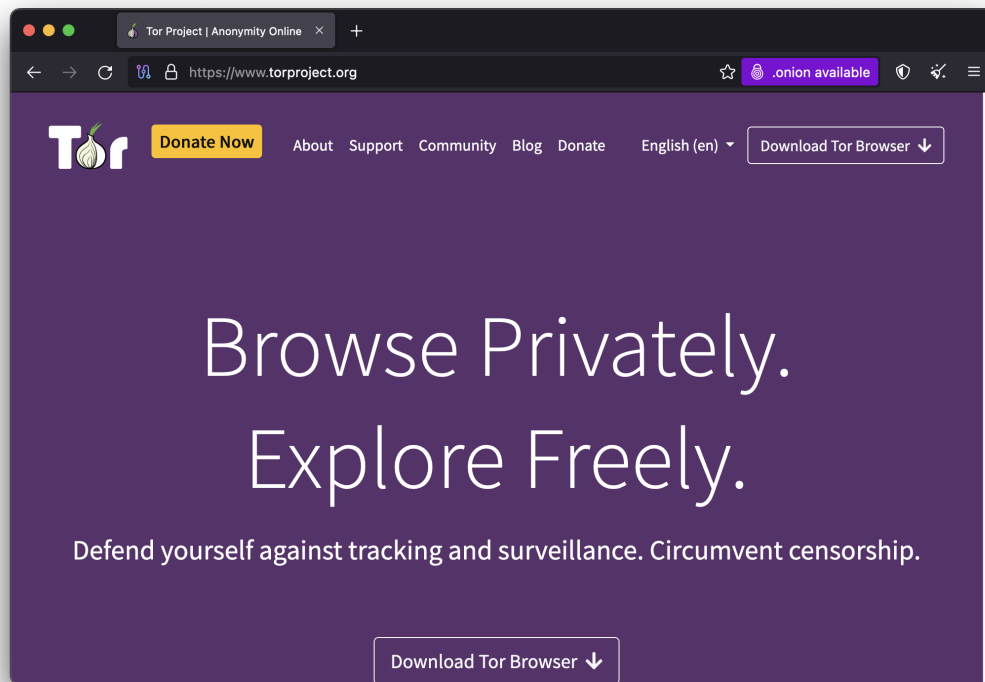 Tor Project | Anonymity Online
https://www.torproject.org
.onion available
Tor
Donate Now
About Support Community Blog Donate English (en) Download Tor Browser
Browse Privately.
Explore Freely.
Defend yourself against tracking and surveillance. Circumvent censorship.
Download Tor Browser